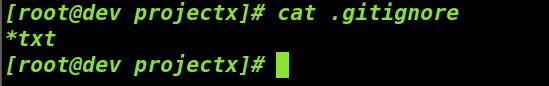 [root@dev projectx]# cat .gitignore
*txt
[root@dev projectx]#